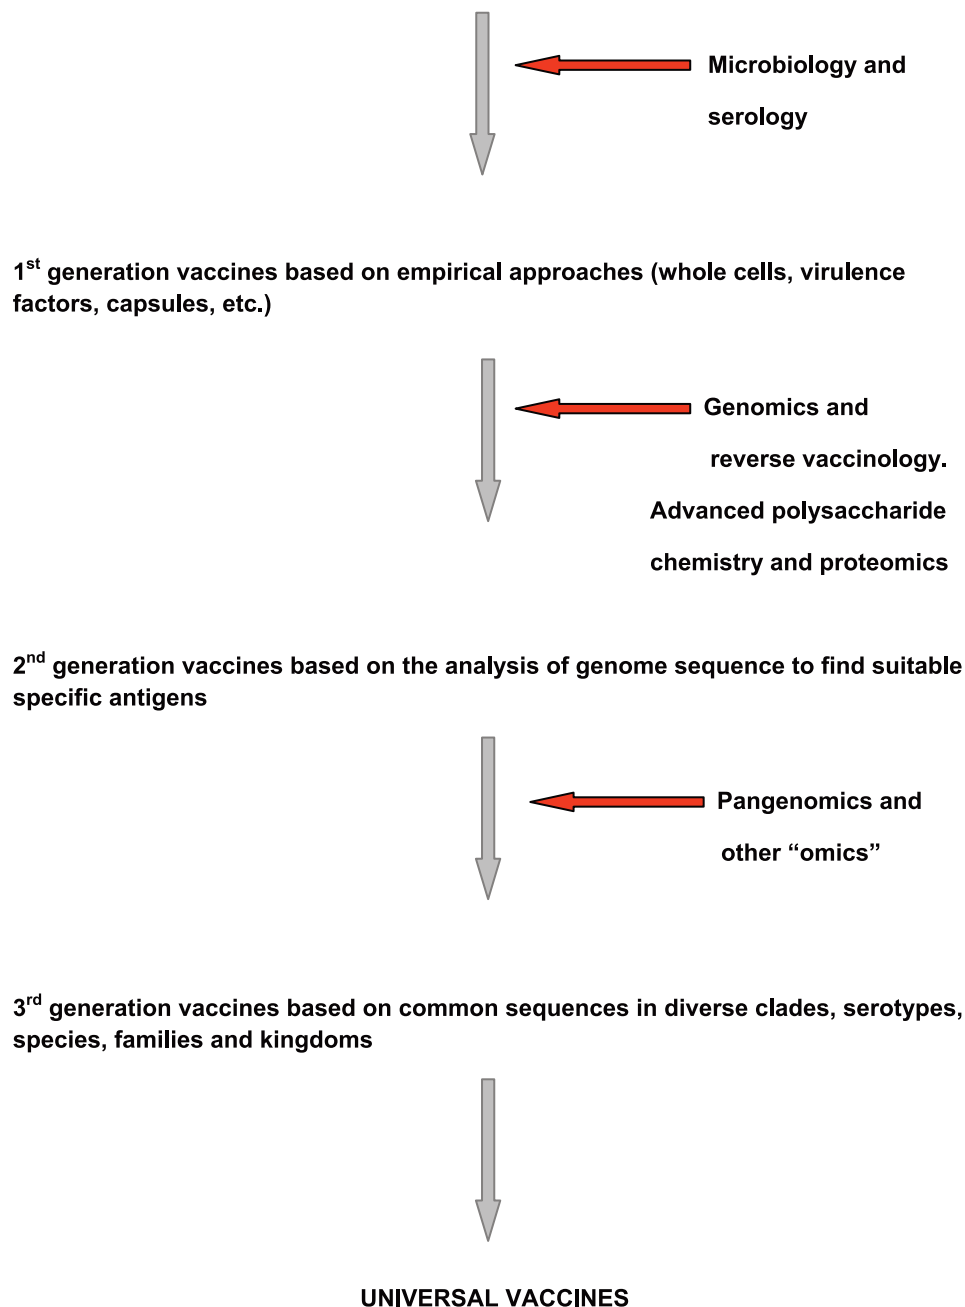 Microbiology and
serology
1st generation vaccines based on empirical approaches (whole cells, virulence
factors, capsules, etc.)
Genomics and
reverse vaccinology.
Advanced polysaccharide
chemistry and proteomics
2nd generation vaccines based on the analysis of genome sequence to find suitable
specific antigens
Pangenomics and
other “omics”
3rd generation vaccines based on common sequences in diverse clades, serotypes,
species, families and kingdoms
UNIVERSAL VACCINES